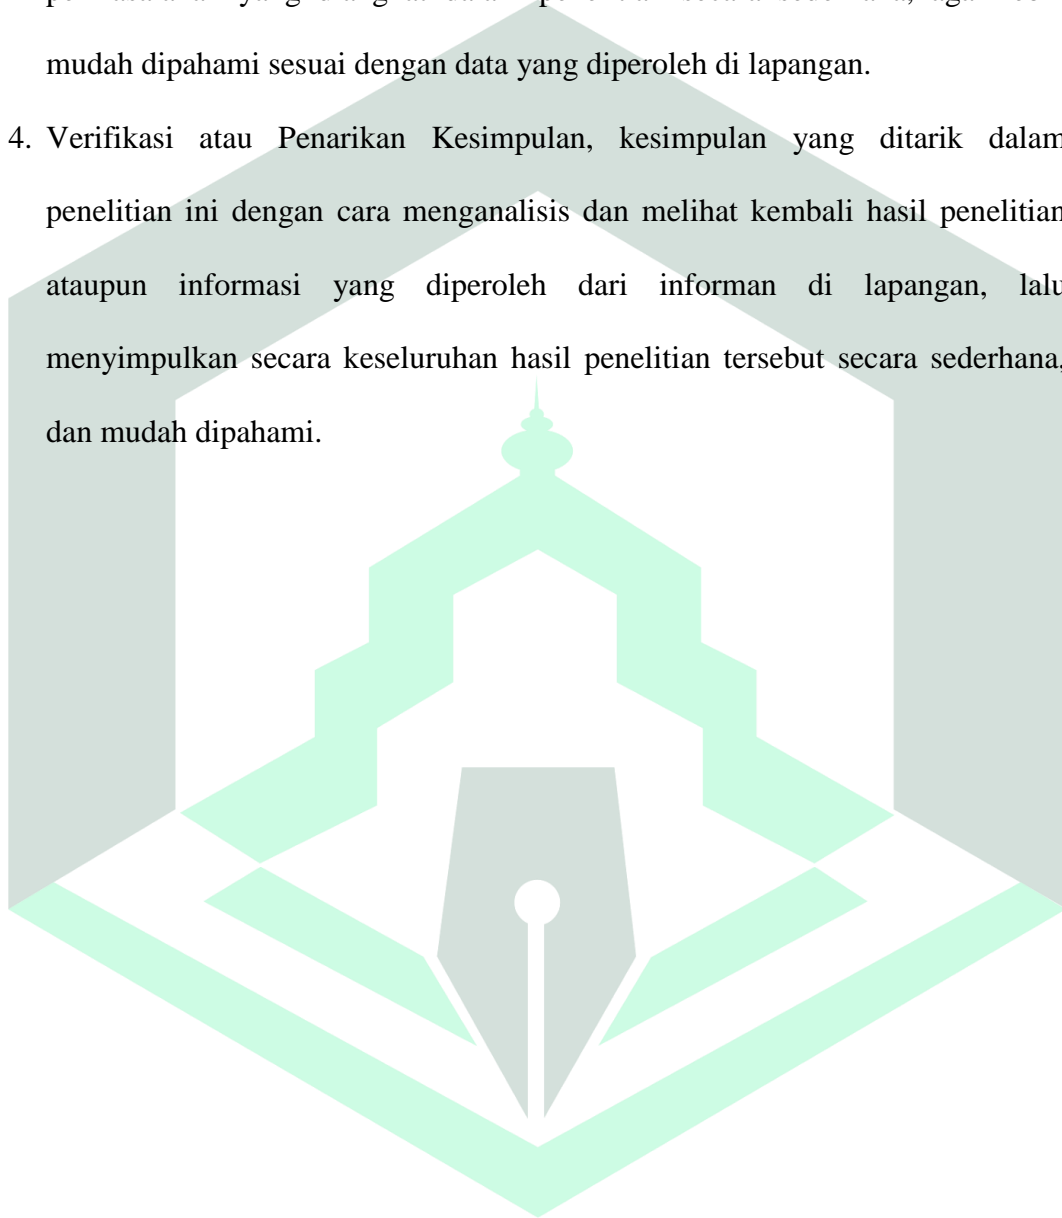 mudah dipahami sesuai dengan data yang diperoleh di lapangan.
4. Verifikasi atau Penarikan Kesimpulan, kesimpulan yang ditarik dalam
penelitian ini dengan cara menganalisis dan melihat kembali hasil penelitian
ataupun informasi yang diperoleh dari informan di lapangan, lalu
menyimpulkan secara keseluruhan hasil penelitian tersebut secara sederhana,
dan mudah dipahami.